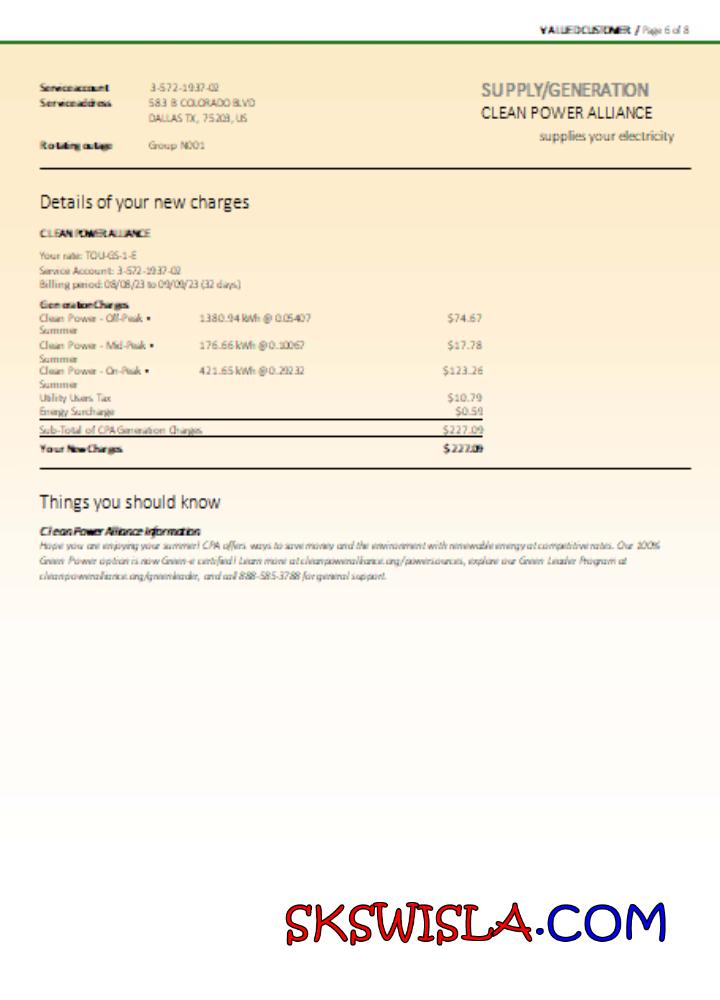 VALUED CUSTOMER / Page 6 of 8
Service account 3-572-1937-02
Service address 583 B COLORADO BLVD
DALLAS TX, 75203, US
Rotating outage Group N001
SUPPLY/GENERATION
CLEAN POWER ALLIANCE
supplies your electricity
Details of your new charges
CLEAN POWER ALLIANCE
Your rate: TOU-GS-1-E
Service Account: 3-572-1937-02
Billing period: 08/08/23 to 09/09/23 (32 days)
Generation Charges
Clean Power - Off-Peak • 1380.94 kWh @ 0.05407 $74.67
Summer
Clean Power - Mid-Peak • 176.66 kWh @ 0.10067 $17.78
Summer
Clean Power - On-Peak • 421.65 kWh @ 0.29232 $123.26
Summer
Utility Users Tax $10.79
Energy Surcharge $0.59
Sub-Total of CPA Generation Charges $227.09
Your New Charges $227.09
Things you should know
Clean Power Alliance Information
Hope you are enjoying your summer! CPA offers ways to save money and the environment with renewable energy at competitive rates. Our 100%
Green Power option is now Green-e certified! Learn more at cleanpoweralliance.org/powersources, explore our Green Leader Program at
cleanpoweralliance.org/greenleader, and call 888-585-3788 for general support.
SKSWISLA.COM